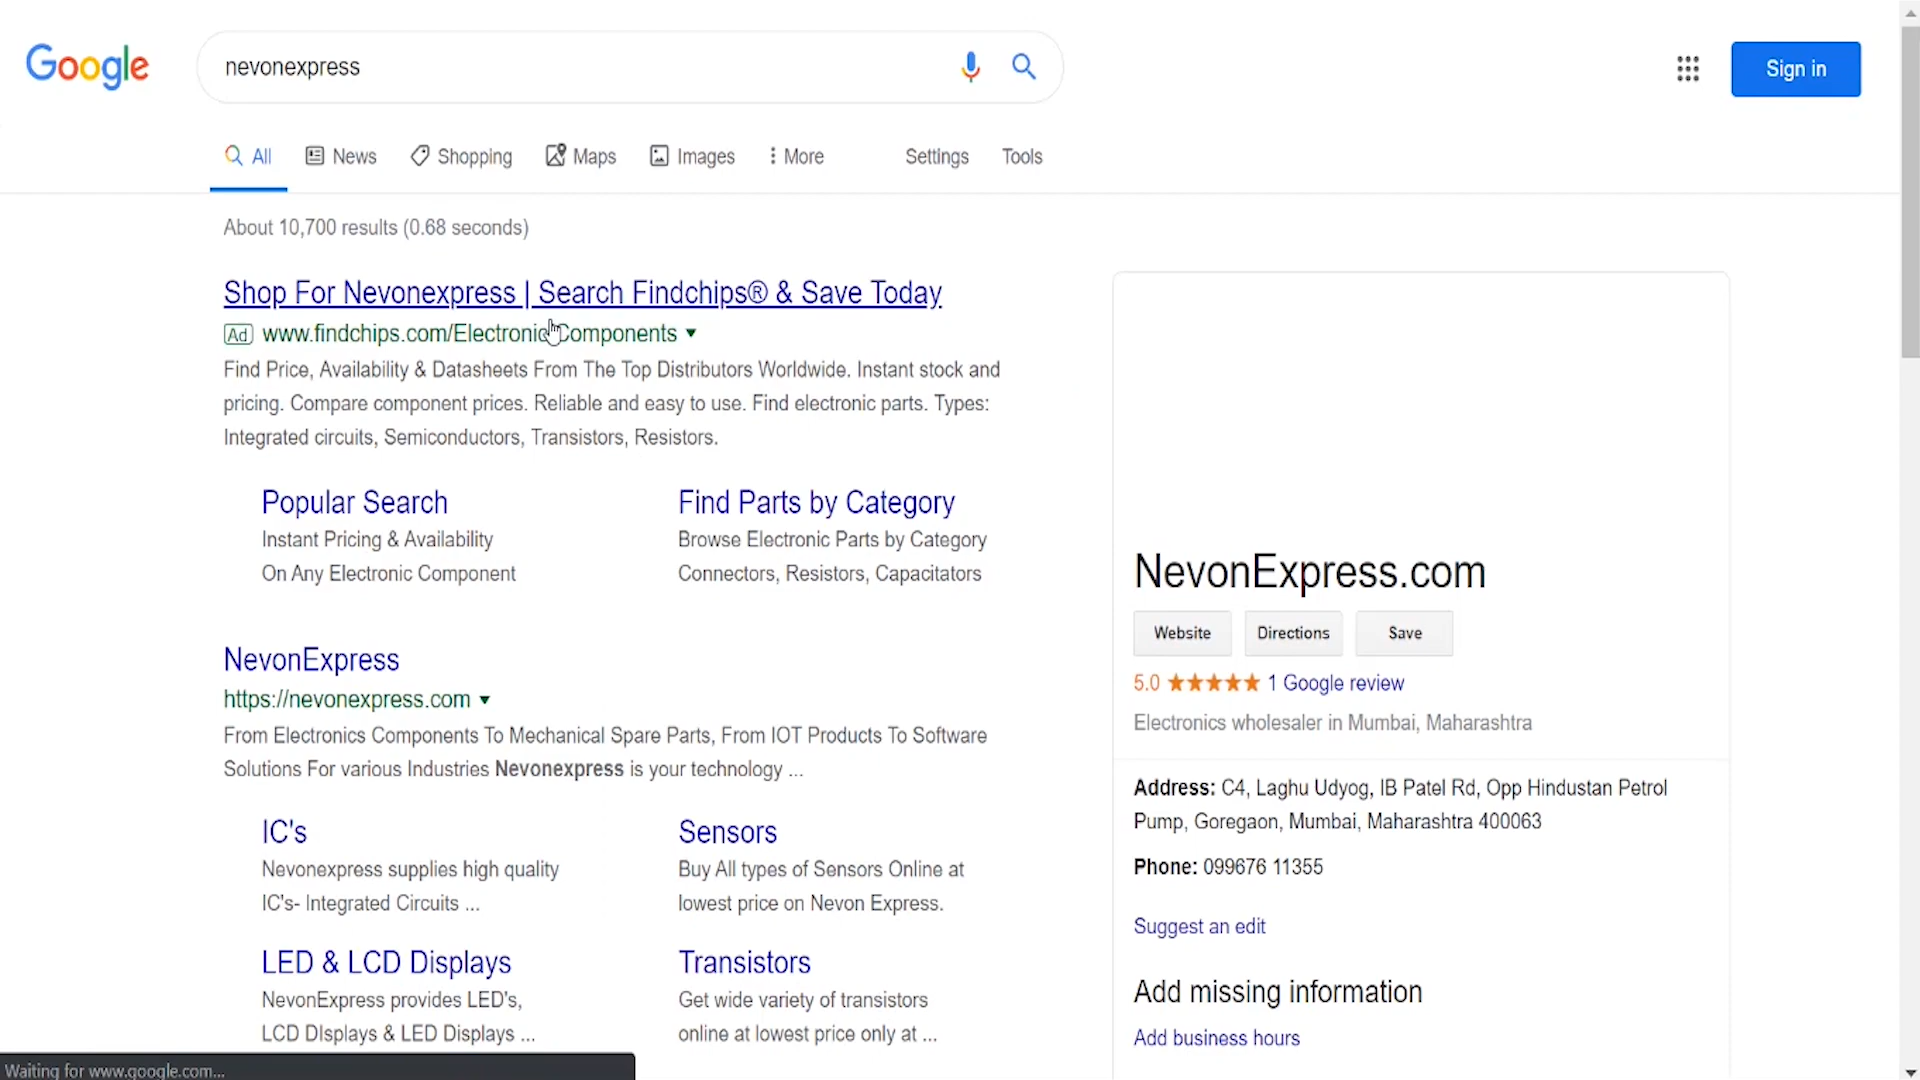 Google
nevonexpress
Sign in
All News Shopping Maps Images More Settings Tools
About 10,700 results (0.68 seconds)
Shop For Nevonexpress | Search Findchips® & Save Today
Ad www.findchips.com/Electronic/Components
Find Price, Availability & Datasheets From The Top Distributors Worldwide. Instant stock and
pricing. Compare component prices. Reliable and easy to use. Find electronic parts. Types:
Integrated circuits, Semiconductors, Transistors, Resistors.
Popular Search
Instant Pricing & Availability
On Any Electronic Component
Find Parts by Category
Browse Electronic Parts by Category
Connectors, Resistors, Capacitators
NevonExpress
https://nevonexpress.com
From Electronics Components To Mechanical Spare Parts, From IOT Products To Software
Solutions For various Industries Nevonexpress is your technology ...
IC's
Nevonexpress supplies high quality
IC's- Integrated Circuits ...
Sensors
Buy All types of Sensors Online at
lowest price on Nevon Express.
LED & LCD Displays
NevonExpress provides LED's,
LCD DIsplays & LED Displays ...
Transistors
Get wide variety of transistors
online at lowest price only at ...
NevonExpress.com
Website Directions Save
5.0 1 Google review
Electronics wholesaler in Mumbai, Maharashtra
Address: C4, Laghu Udyog, IB Patel Rd, Opp Hindustan Petrol
Pump, Goregaon, Mumbai, Maharashtra 400063
Phone: 099676 11355
Suggest an edit
Add missing information
Add business hours
Waiting for www.google.com...